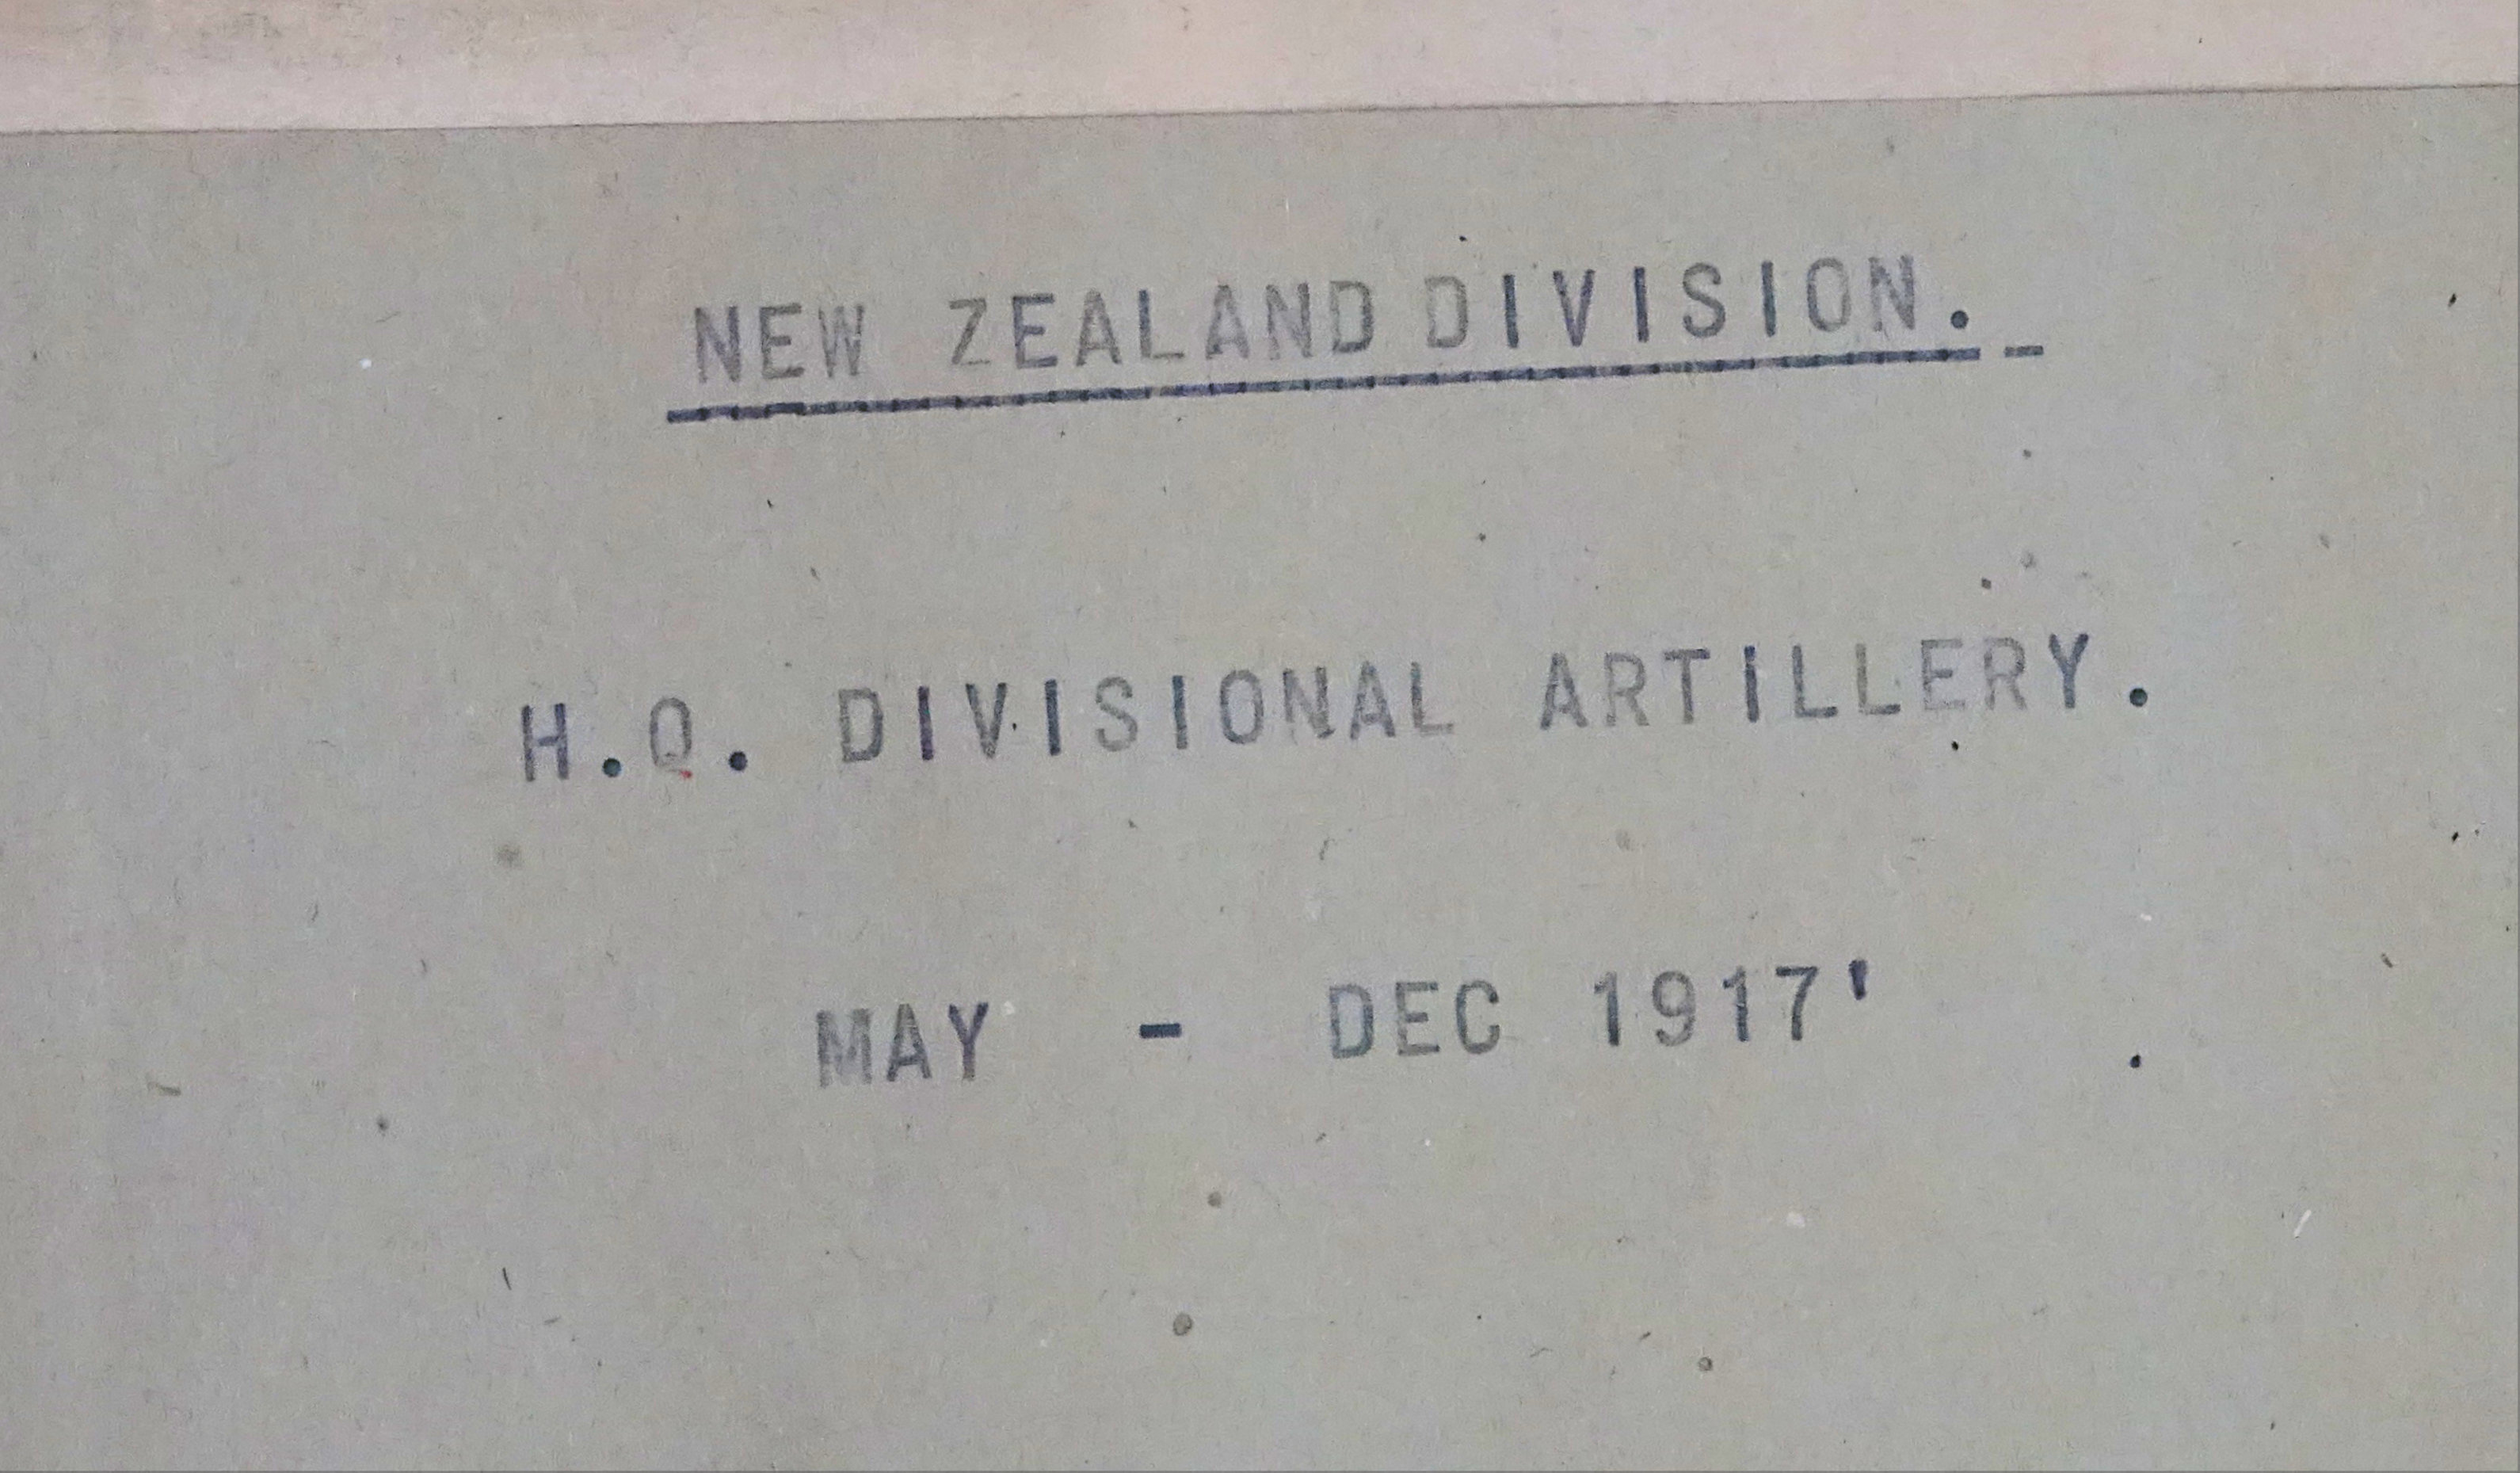 NEW ZEALAND DIVISION.
H.Q. DIVISIONAL ARTILLERY.
MAY - DEC 1917'